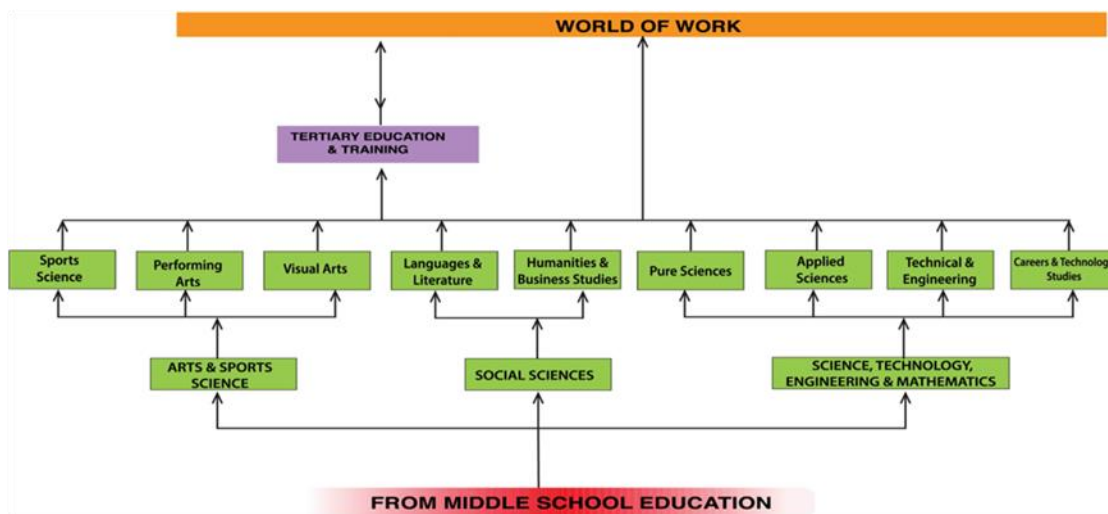 WORLD OF WORK
TERTIARY EDUCATION
& TRAINING
Sports
Science
Performing
Arts
Visual Arts
Languages &
Literature
Humanities &
Business Studies
Pure Sciences
Applied
Sciences
Technical &
Engineering
Careers & Technology
Studies
ARTS & SPORTS
SCIENCE
SOCIAL SCIENCES
SCIENCE, TECHNOLOGY,
ENGINEERING & MATHEMATICS
FROM MIDDLE SCHOOL EDUCATION